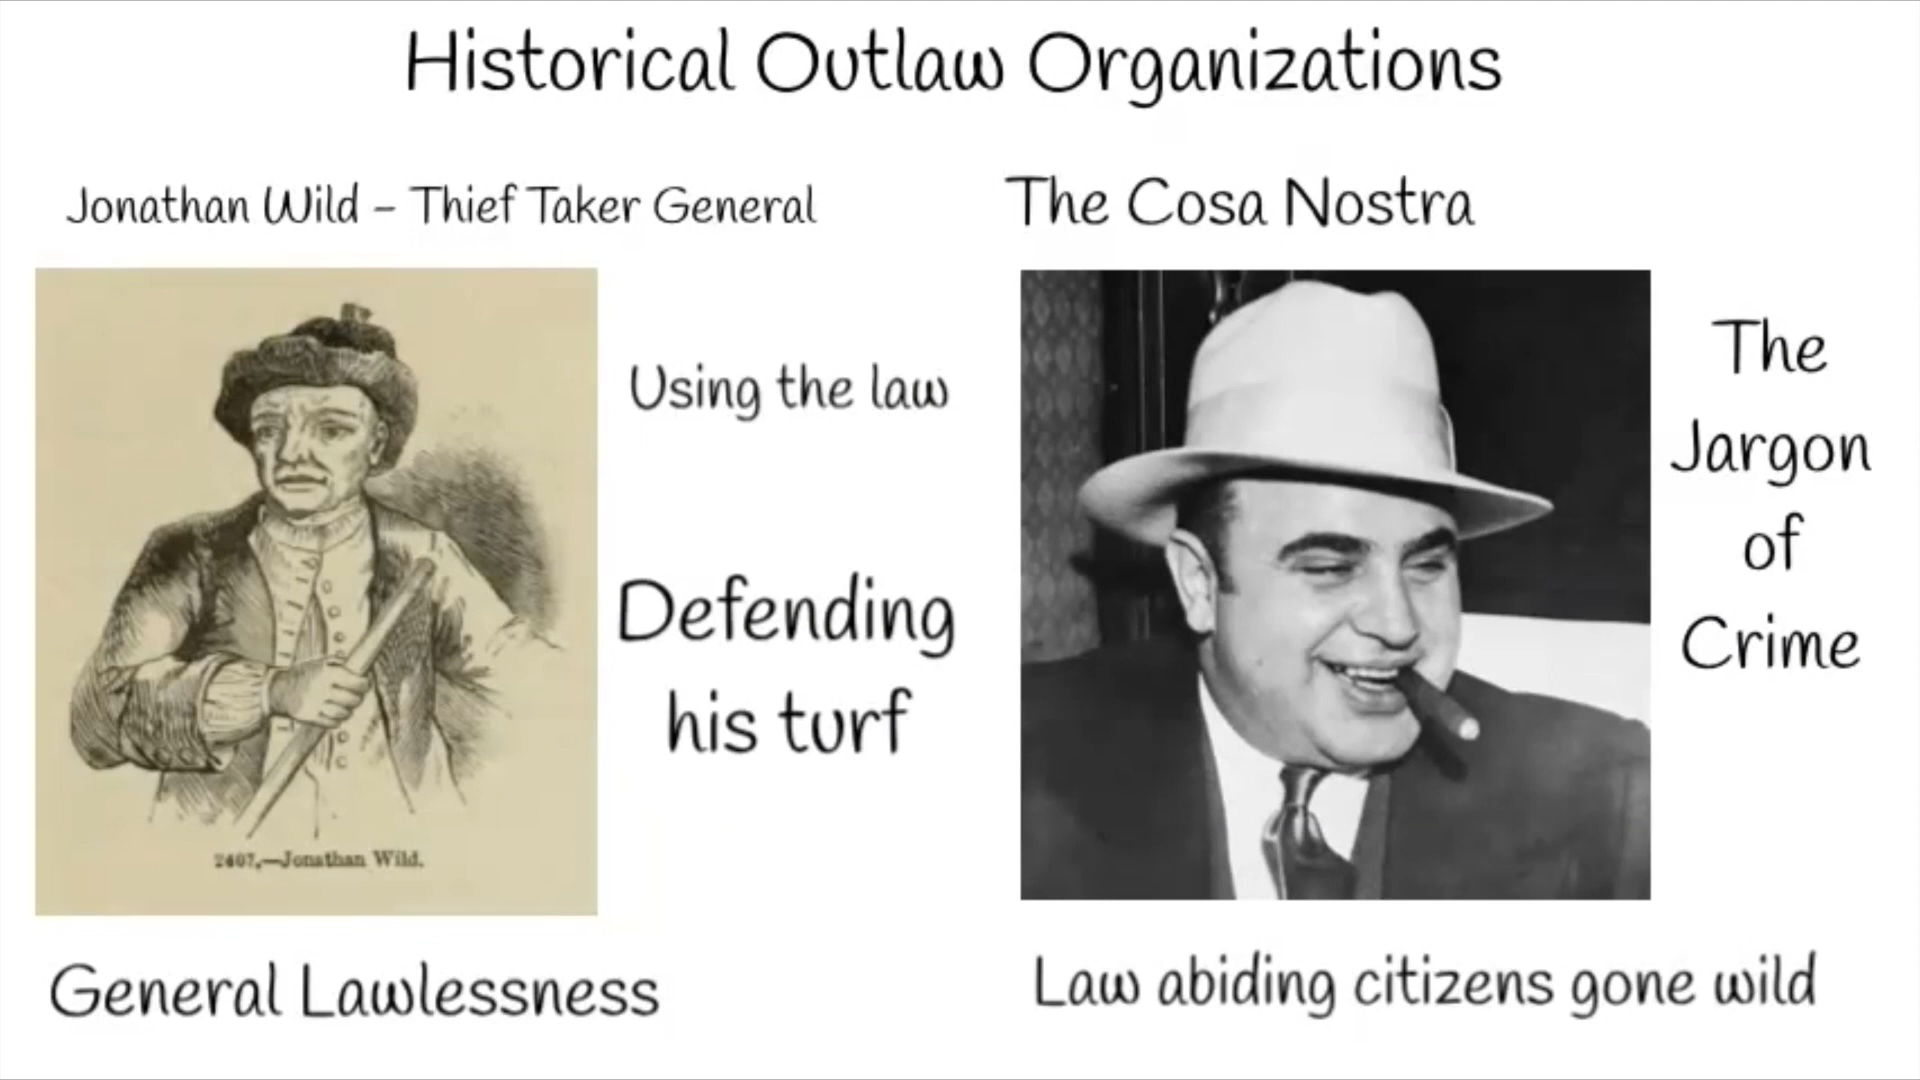 Historical Outlaw Organizations
Jonathan Wild – Thief Taker General
Using the law
Defending
his turf
2407.—Jonathan Wild.
General Lawlessness
The Cosa Nostra
The
Jargon
of
Crime
Law abiding citizens gone wild